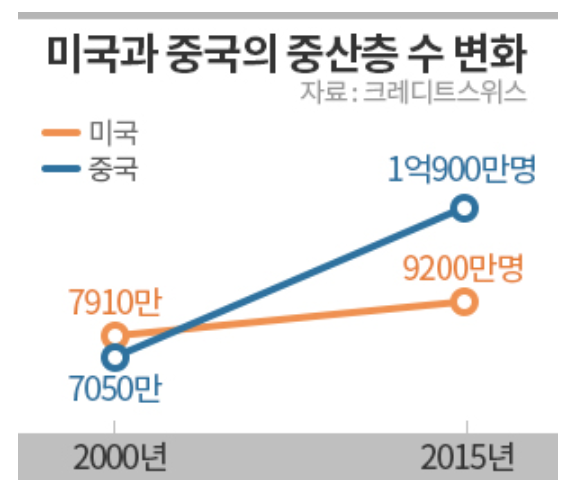 미국과 중국의 중산층 수 변화
자료 : 크레디트스위스
미국
중국
1억900만명
9200만명
7910만
7050만
2000년
2015년